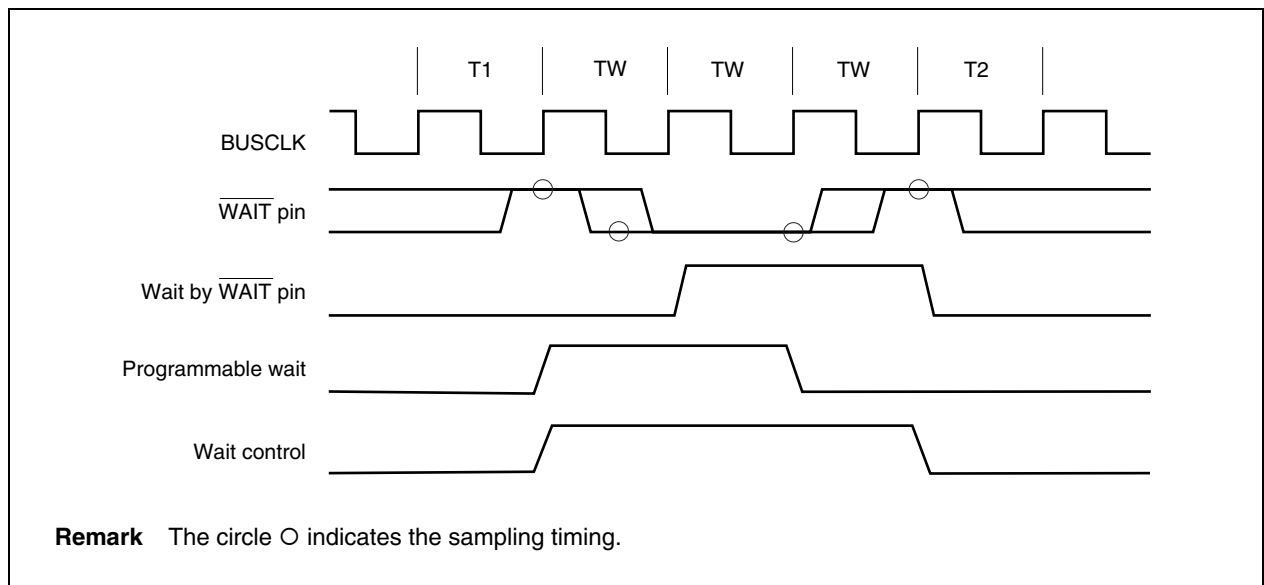 T1 TW TW TW T2
BUSCLK
WAIT pin
Wait by WAIT pin
Programmable wait
Wait control
Remark The circle ○ indicates the sampling timing.